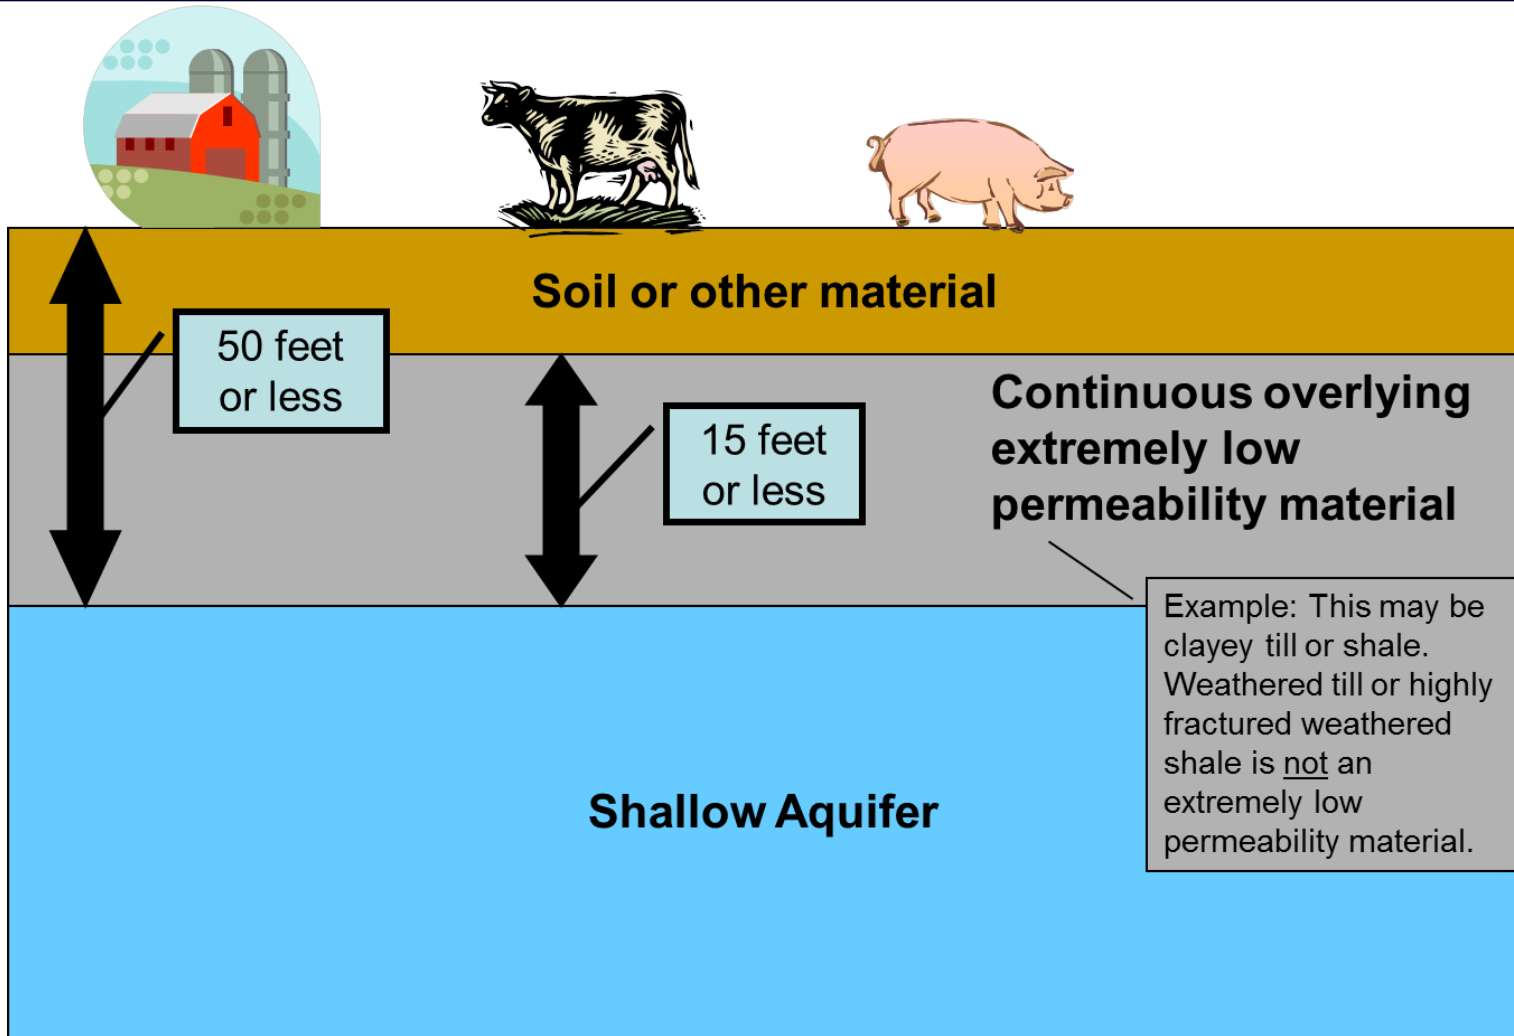 Soil or other material
50 feet
or less
15 feet
or less
Continuous overlying
extremely low
permeability material
Example: This may be
clayey till or shale.
Weathered till or highly
fractured weathered
shale is not an
extremely low
permeability material.
Shallow Aquifer